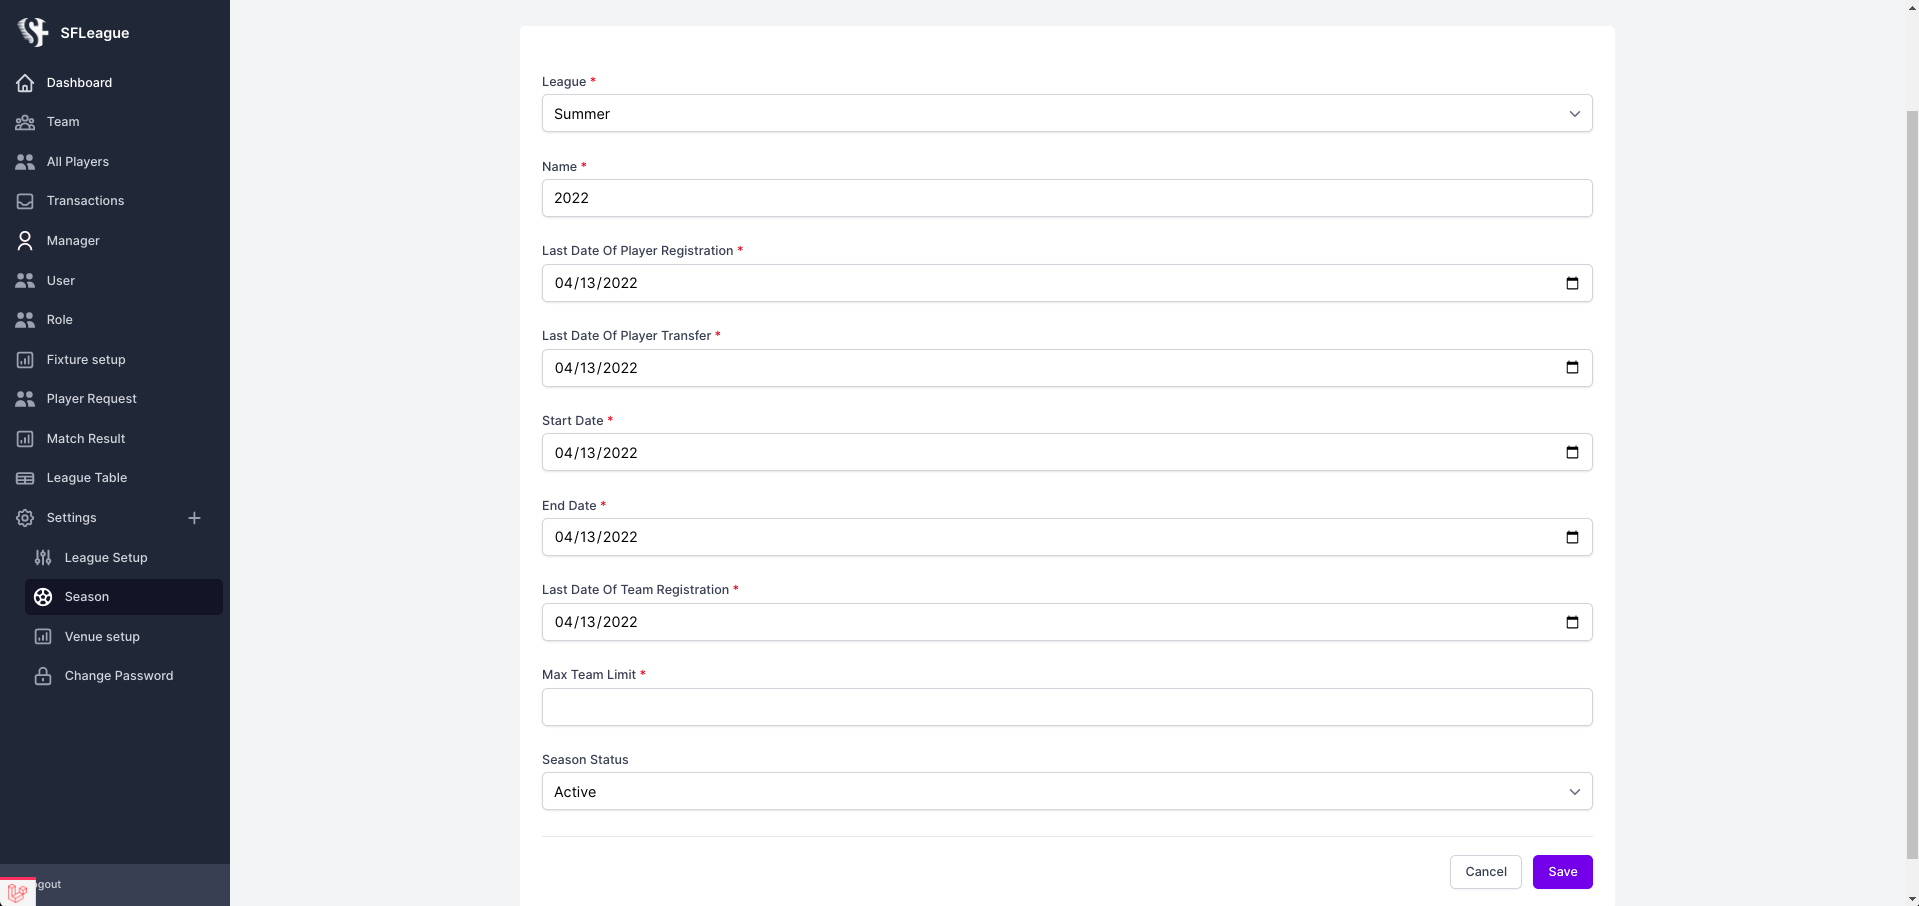 SFLeague
Dashboard
Team
All Players
Transactions
Manager
User
Role
Fixture setup
Player Request
Match Result
League Table
Settings
League Setup
Season
Venue setup
Change Password
ogout
League *
Summer
Name *
2022
Last Date Of Player Registration *
04/13/2022
Last Date Of Player Transfer *
04/13/2022
Start Date *
04/13/2022
End Date *
04/13/2022
Last Date Of Team Registration *
04/13/2022
Max Team Limit *
Season Status
Active
Cancel
Save